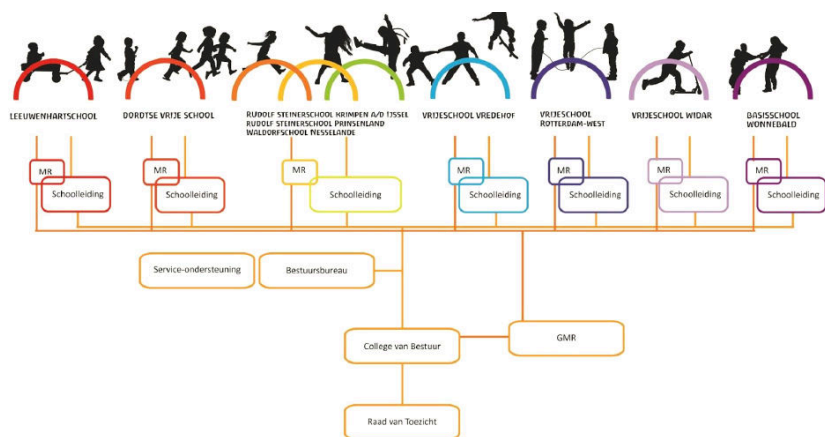 LEEUWENHARTSCHOOL
DORDTSE VRIJE SCHOOL
RUDOLF STEINERSCHOOL KRIMPEN A/D IJSSEL
RUDOLF STEINERSCHOOL PRINSENLAND
WALDORFSCHOOL NESSELANDE
VRIJESCHOOL VREDEHOF
VRIJESCHOOL
ROTTERDAM-WEST
VRIJESCHOOL WIDAR
BASISSCHOOL
WONNEBALD
MR
Schoolleiding
MR
Schoolleiding
MR
Schoolleiding
MR
Schoolleiding
MR
Schoolleiding
MR
Schoolleiding
MR
Schoolleiding
Service-ondersteuning
Bestuursbureau
College van Bestuur
GMR
Raad van Toezicht